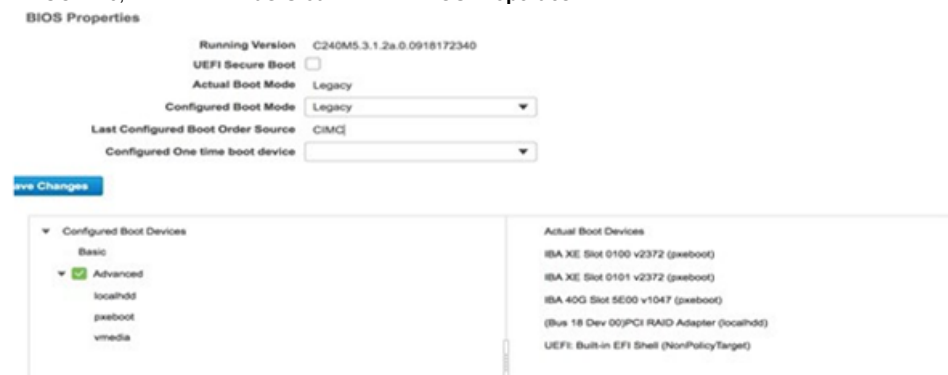 BIOS Properties
Running Version C240M5.3.1.2a.0.0918172340
UEFI Secure Boot
Actual Boot Mode Legacy
Configured Boot Mode Legacy
Last Configured Boot Order Source CIMC
Configured One time boot device
ave Changes
Configured Boot Devices
Basic
Advanced
localhdd
pxeboot
vmedia
Actual Boot Devices
IBA XE Slot 0100 v2372 (pxeboot)
IBA XE Slot 0101 v2372 (pxeboot)
IBA 40G Slot 5E00 v1047 (pxeboot)
(Bus 18 Dev 00)PCI RAID Adapter (localhdd)
UEFI: Built-in EFI Shell (NonPolicyTarget)